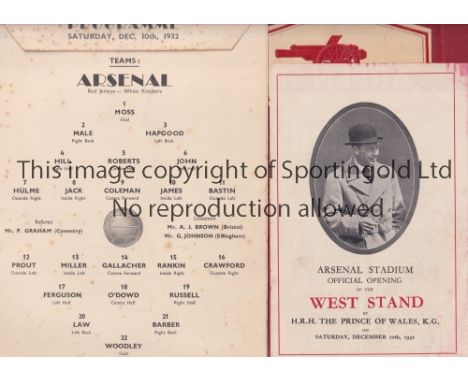 PROGRAMME
SATURDAY, DEC. 10th, 1932
TEAMS:
ARSENAL
Red Jerseys — White Knickers
1
MOSS
Goal
2 3
MALE HAPGOOD
Right Back Left Back
4 5 6
HILL ROBERTS JOHN
7 8 9 10 11
HULME JACK COLEMAN JAMES BASTIN
Outside Right Inside Right Centre Forward Inside Left Outside Left
Referee
Mr. P. GRAHAM (Coventry)
Linesmen
Mr. A. J. BROWN (Bristol)
Mr. G. JOHNSON (Effingham)
12 13 14 15 16
PROUT MILLER GALLACHER RANKIN CRAWFORD
Outside Left Inside Left Centre Forward Inside Right Outside Right
17 18 19
FERGUSON O'DOWD RUSSELL
Left Half Centre Half Right Half
20 21
LAW BARBER
Left Back Right Back
22
WOODLEY
Goal
ARSENAL STADIUM
OFFICIAL OPENING
OF THE
WEST STAND
BY
H.R.H. THE PRINCE OF WALES, K.G.
ON
SATURDAY, DECEMBER 10th, 1932
This image is copyright of Sportingold Ltd.
No reproduction allowed.